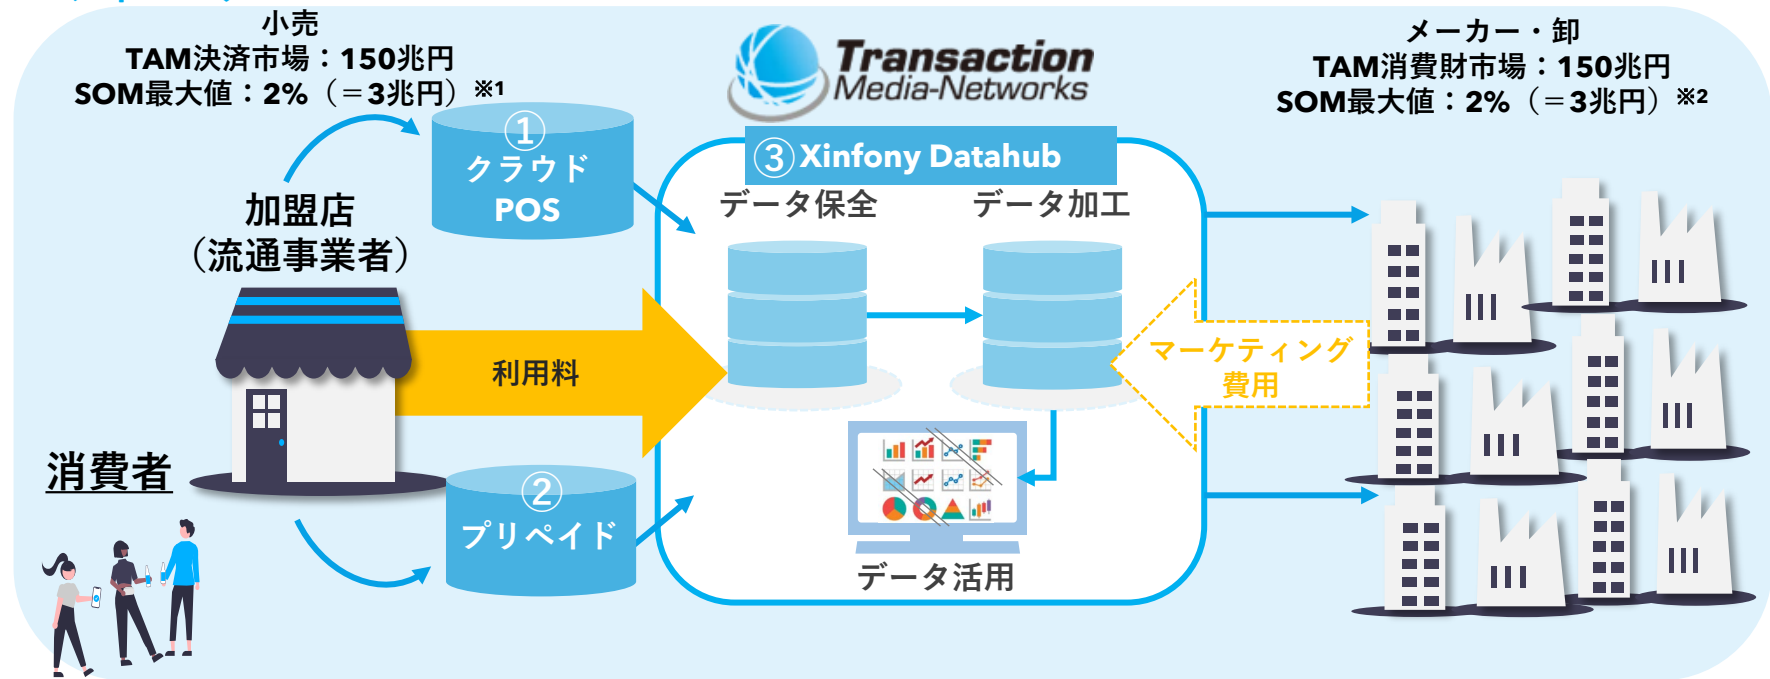 小売
TAM決済市場：150兆円
SOM最大値：2%（＝3兆円）※1
Transaction
Media-Networks
メーカー・卸
TAM消費財市場：150兆円
SOM最大値：2%（＝3兆円）※2
①
クラウド
POS
③Xinfony Datahub
データ保全
データ加工
加盟店
（流通事業者）
利用料
マーケティング
費用
消費者
②
プリペイド
データ活用